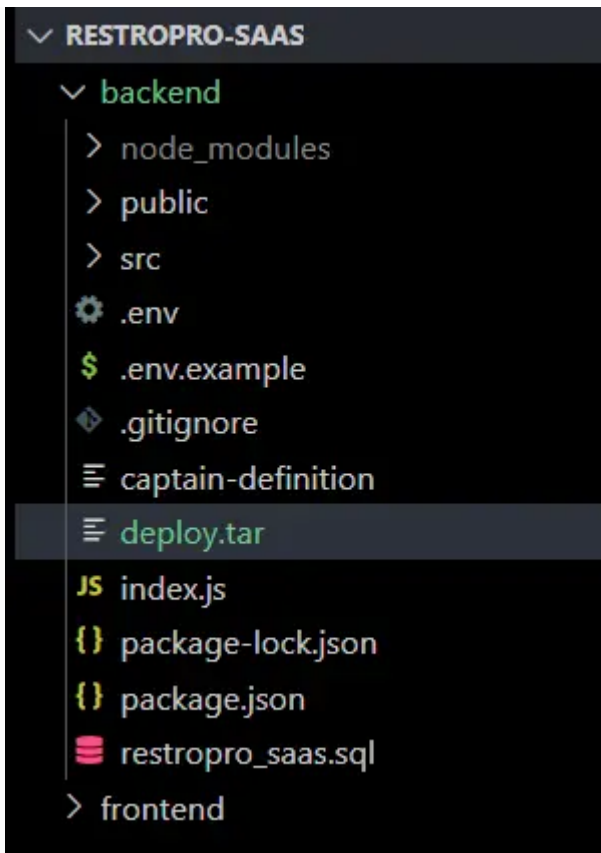 RESTROPRO-SAAS
backend
node_modules
public
src
.env
$ .env.example
.gitignore
captain-definition
deploy.tar
JS index.js
{} package-lock.json
{} package.json
restropro_saas.sql
frontend